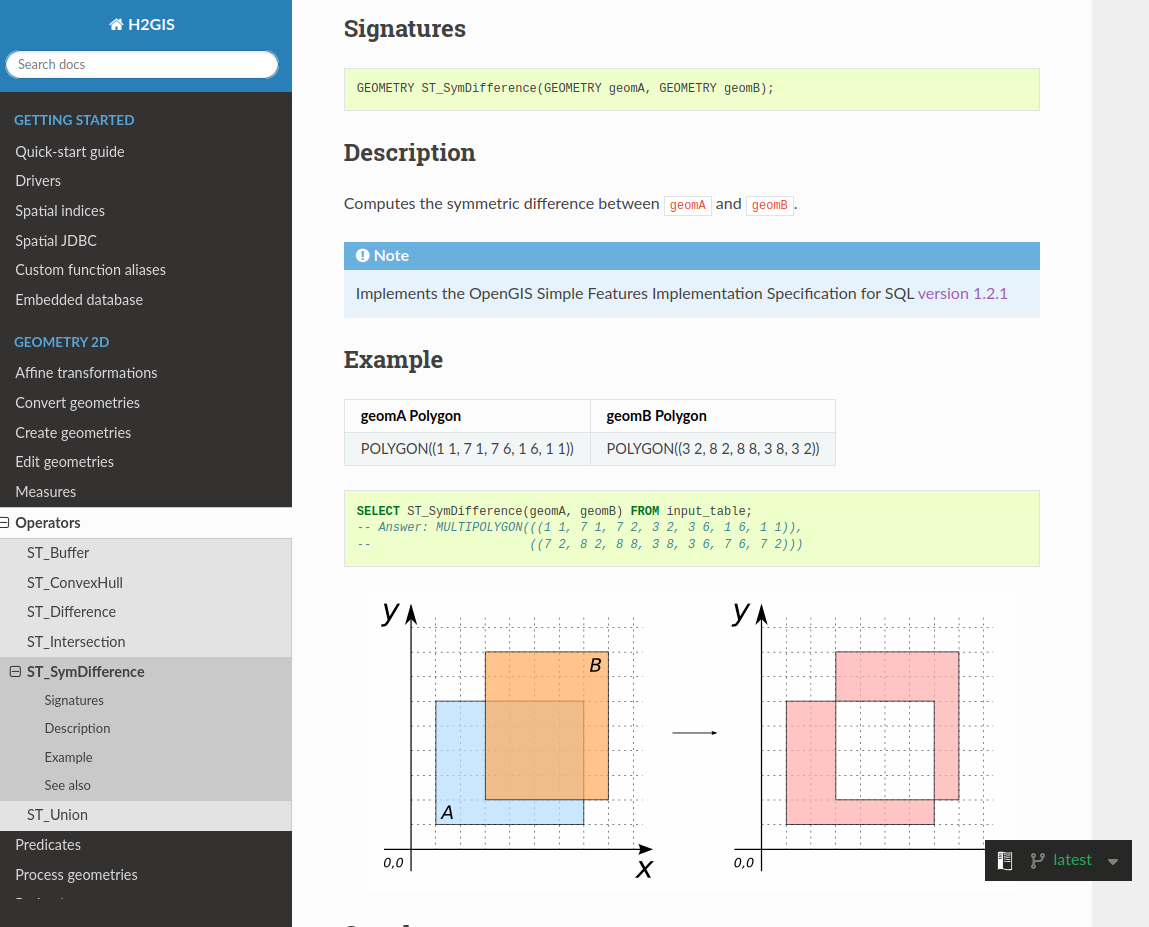 H2GIS
Search docs
GETTING STARTED
Quick-start guide
Drivers
Spatial indices
Spatial JDBC
Custom function aliases
Embedded database
GEOMETRY 2D
Affine transformations
Convert geometries
Create geometries
Edit geometries
Measures
Operators
ST_Buffer
ST_ConvexHull
ST_Difference
ST_Intersection
ST_SymDifference
Signatures
Description
Example
See also
ST_Union
Predicates
Process geometries
Signatures
GEOMETRY ST_SymDifference(GEOMETRY geomA, GEOMETRY geomB);
Description
Computes the symmetric difference between geomA and geomB.
Note
Implements the OpenGIS Simple Features Implementation Specification for SQL version 1.2.1
Example
geomA Polygon geomB Polygon
POLYGON((1 1, 7 1, 7 6, 1 6, 1 1)) POLYGON((3 2, 8 2, 8 8, 3 8, 3 2))
SELECT ST_SymDifference(geomA, geomB) FROM input_table;
-- Answer: MULTIPOLYGON(((1 1, 7 1, 7 2, 3 2, 3 6, 1 6, 1 1)),
-- ((7 2, 8 2, 8 8, 3 8, 3 6, 7 6, 7 2)))
y
B
A
0,0
x
y
0,0
latest